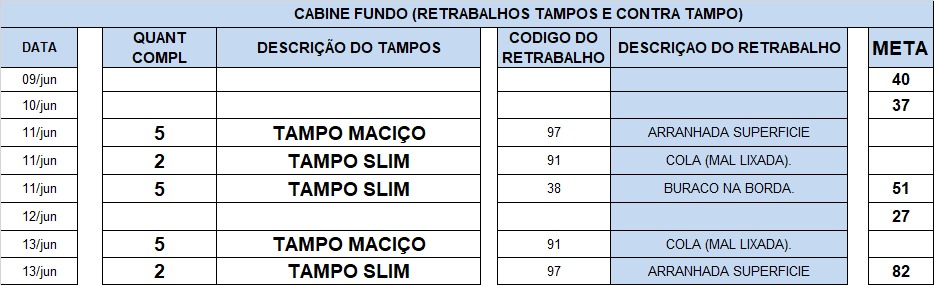 CABINE FUNDO (RETRABALHOS TAMPOS E CONTRA TAMPO)
DATA QUANT COMPL DESCRIÇÃO DO TAMPOS CODIGO DO RETRABALHO DESCRIÇAO DO RETRABALHO META
09/jun 40
10/jun 37
11/jun 5 TAMPO MACIÇO 97 ARRANHADA SUPERFICIE
11/jun 2 TAMPO SLIM 91 COLA (MAL LIXADA).
11/jun 5 TAMPO SLIM 38 BURACO NA BORDA. 51
12/jun 27
13/jun 5 TAMPO MACIÇO 91 COLA (MAL LIXADA).
13/jun 2 TAMPO SLIM 97 ARRANHADA SUPERFICIE 82